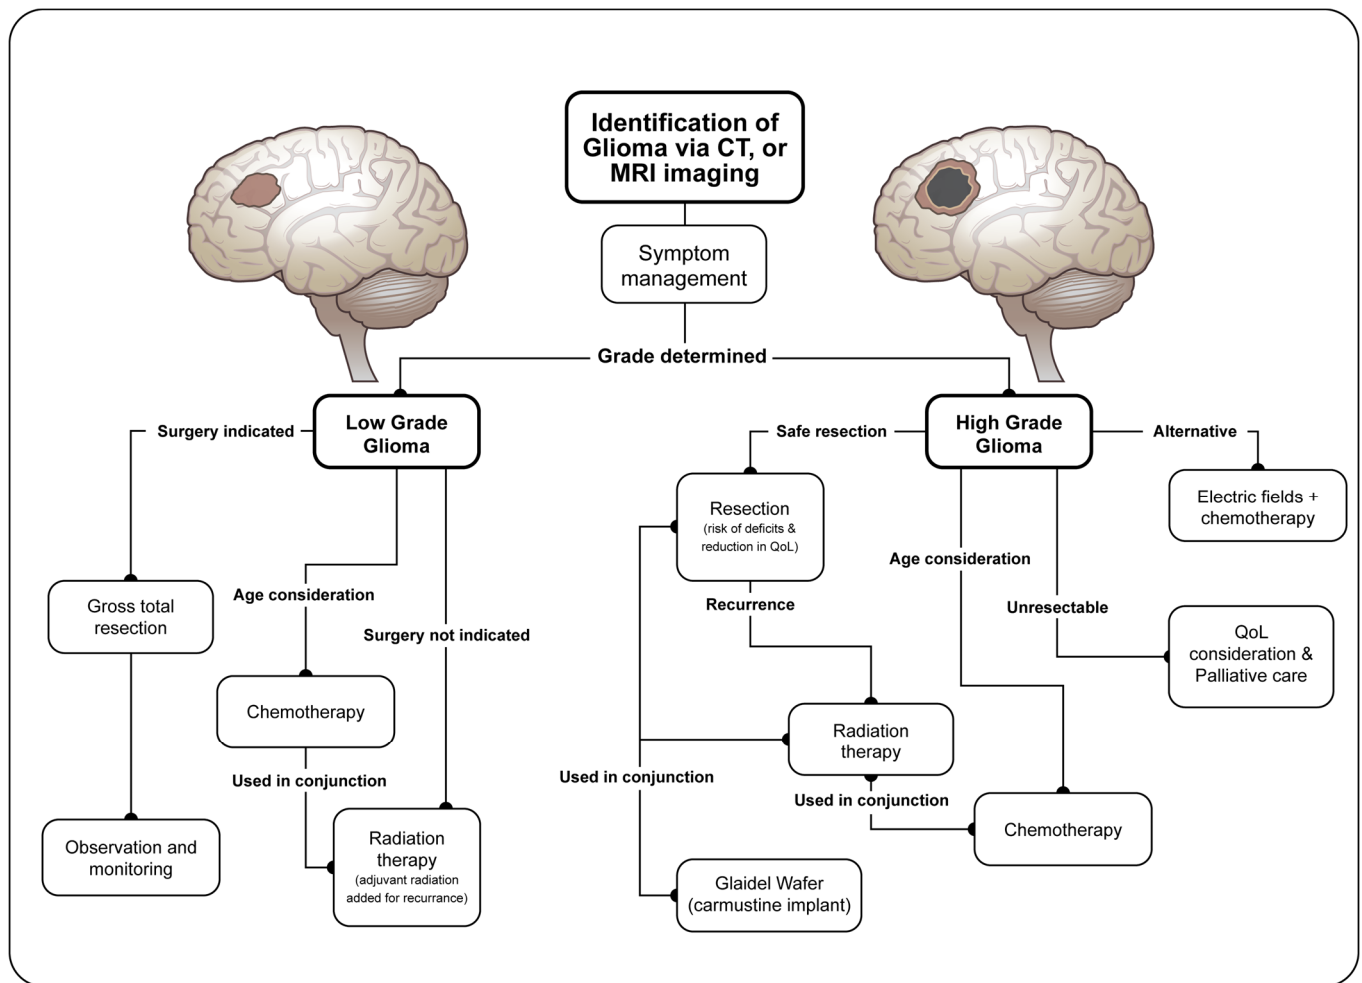 Identification of
Glioma via CT, or
MRI imaging
Symptom
management
Grade determined
Low Grade
Glioma
Surgery indicated
Gross total
resection
Observation and
monitoring
Age consideration
Chemotherapy
Used in conjunction
Surgery not indicated
Radiation
therapy
(adjuvant radiation
added for recurrance)
High Grade
Glioma
Safe resection
Resection
(risk of deficits &
reduction in QoL)
Recurrence
Radiation
therapy
Used in conjunction
Used in conjunction
Glaidel Wafer
(carmustine implant)
Age consideration
Chemotherapy
Unresectable
QoL
consideration &
Palliative care
Alternative
Electric fields +
chemotherapy